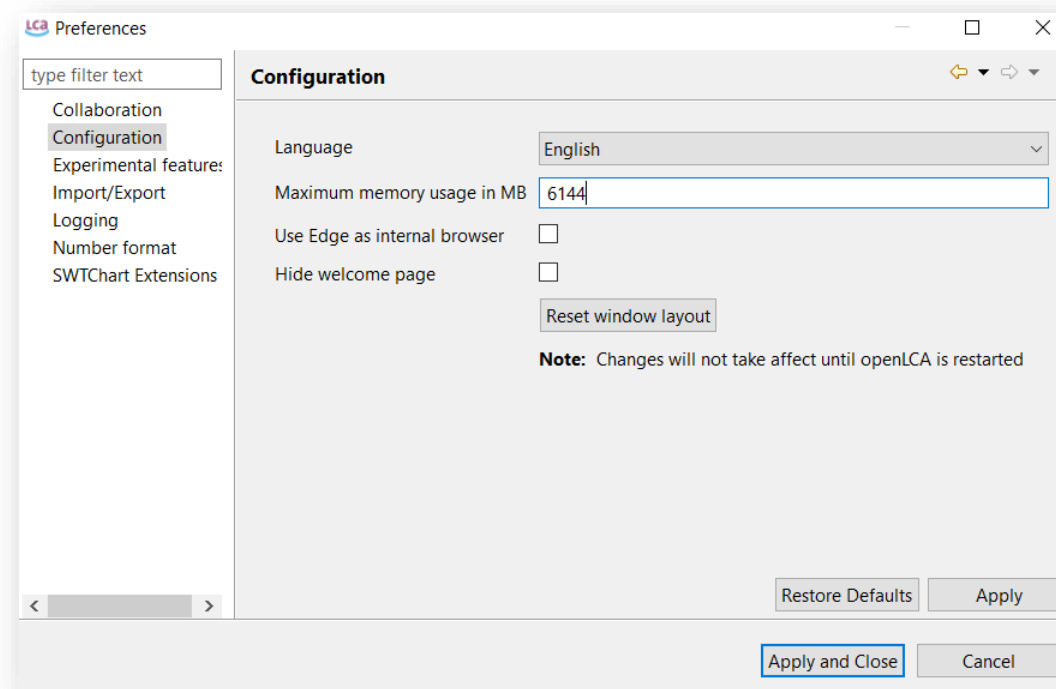 LCa Preferences
type filter text
Collaboration
Configuration
Experimental features
Import/Export
Logging
Number format
SWTChart Extensions
Configuration
Language
English
Maximum memory usage in MB
6144
Use Edge as internal browser
Hide welcome page
Reset window layout
Note: Changes will not take affect until openLCA is restarted
Restore Defaults
Apply
Apply and Close
Cancel